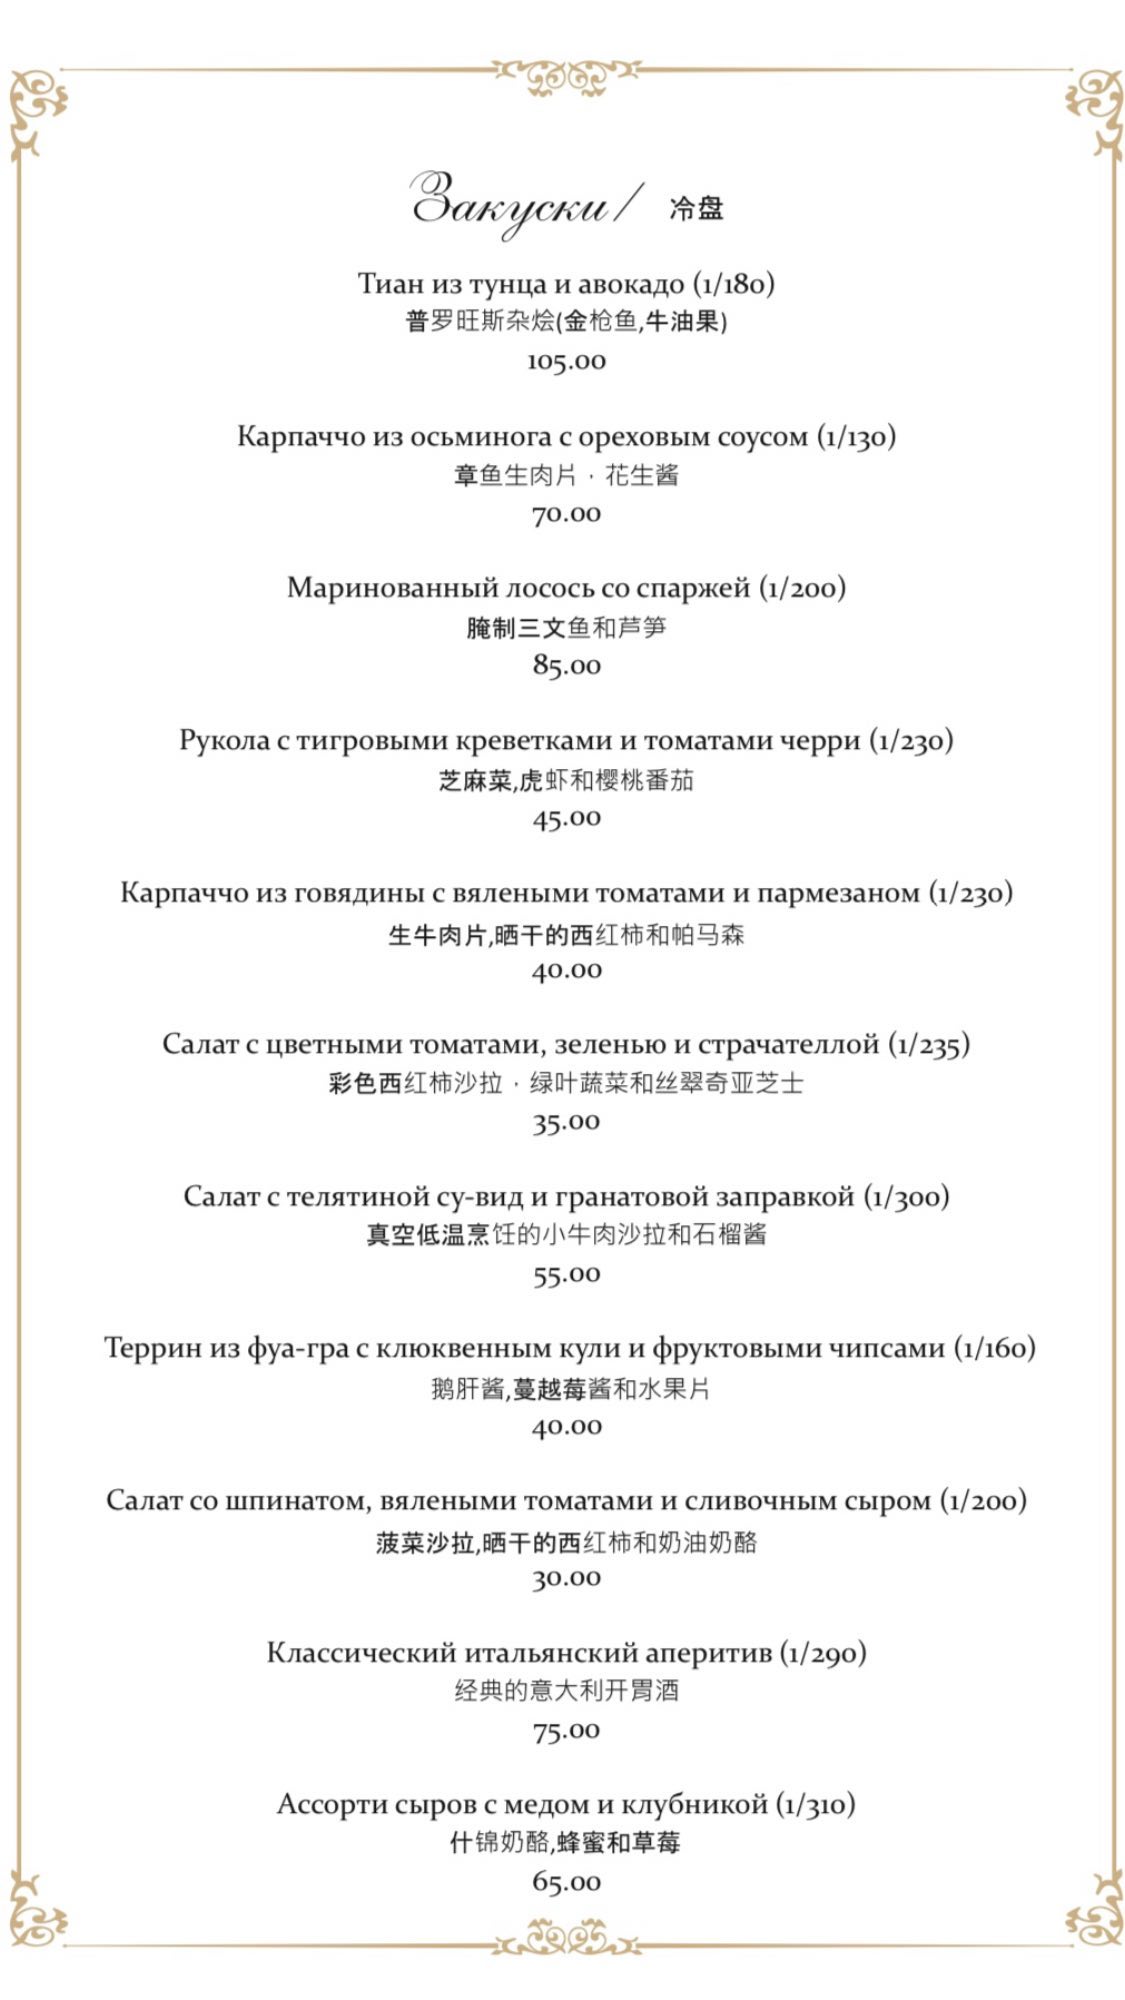 Закуски/ 冷盘
Тиан из тунца и авокадо (1/180)
普罗旺斯杂烩(金枪鱼,牛油果)
105.00
Карпаччо из осьминога с ореховым соусом (1/130)
章鱼生肉片，花生酱
70.00
Маринованный лосось со спаржей (1/200)
腌制三文鱼和芦笋
85.00
Рукола с тигровыми креветками и томатами черри (1/230)
芝麻菜,虎虾和樱桃番茄
45.00
Карпаччо из говядины с вялеными томатами и пармезаном (1/230)
生牛肉片,晒干的西红柿和帕马森
40.00
Салат с цветными томатами, зеленью и страчателлой (1/235)
彩色西红柿沙拉，绿叶蔬菜和丝翠奇亚芝士
35.00
Салат с телятиной су-вид и гранатовой заправкой (1/300)
真空低温烹饪的小牛肉沙拉和石榴酱
55.00
Террин из фуа-гра с клюквенным кули и фруктовыми чипсами (1/160)
鹅肝酱,蔓越莓酱和水果片
40.00
Салат со шпинатом, вялеными томатами и сливочным сыром (1/200)
菠菜沙拉,晒干的西红柿和奶油奶酪
30.00
Классический итальянский аперитив (1/290)
经典的意大利开胃酒
75.00
Ассорти сыров с медом и клубникой (1/310)
什锦奶酪,蜂蜜和草莓
65.00